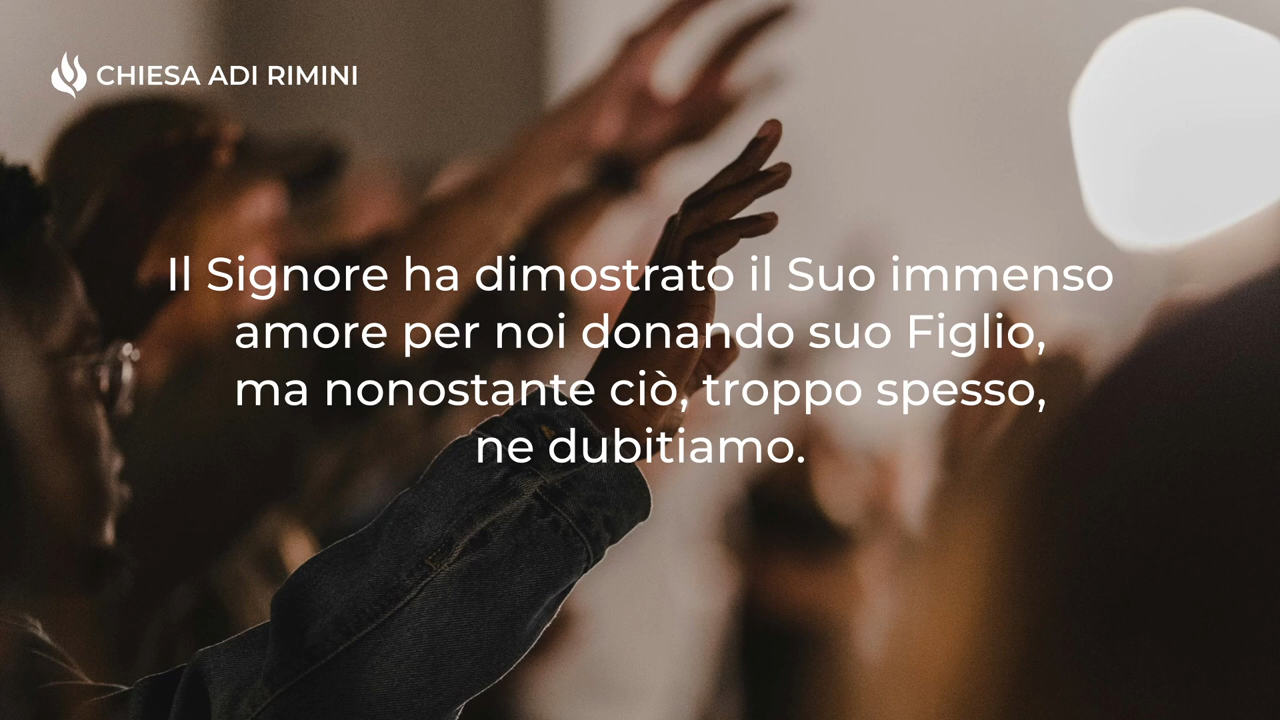 CHIESA ADI RIMINI
Il Signore ha dimostrato il Suo immenso
amore per noi donando suo Figlio,
ma nonostante ciò, troppo spesso,
ne dubitiamo.